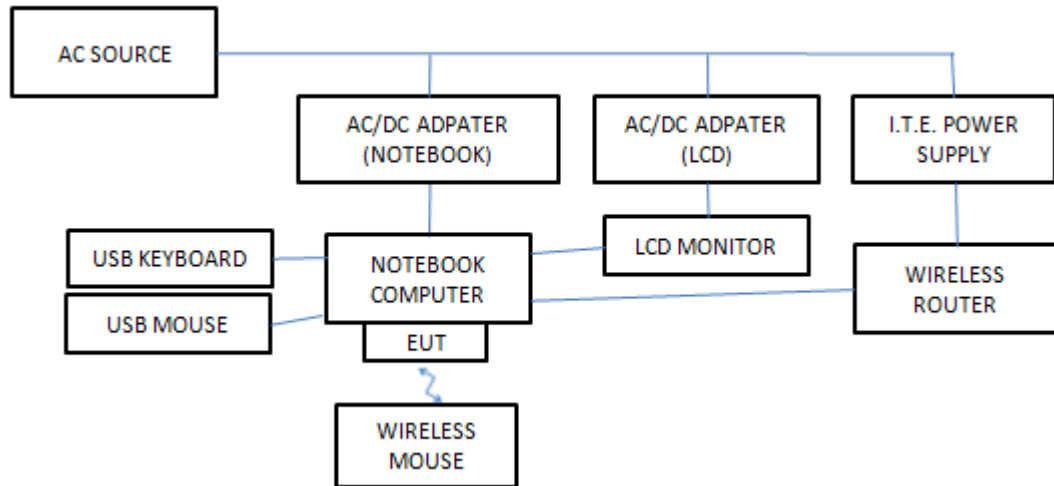 AC SOURCE
AC/DC ADPATER
(NOTEBOOK)
AC/DC ADPATER
(LCD)
I.T.E. POWER
SUPPLY
USB KEYBOARD
NOTEBOOK
COMPUTER
LCD MONITOR
WIRELESS
ROUTER
USB MOUSE
EUT
WIRELESS
MOUSE